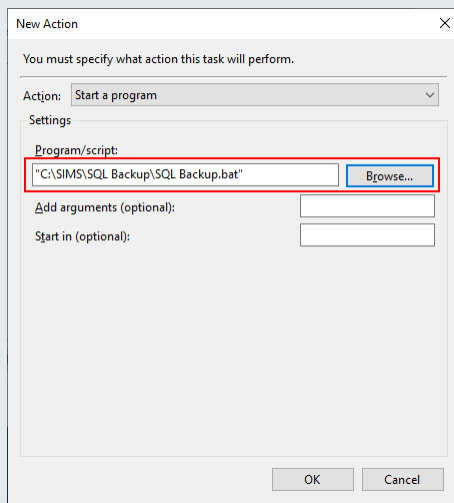 New Action
You must specify what action this task will perform.
Action: Start a program
Settings
Program/script:
"C:\SIMS\SQL Backup\SQL Backup.bat" Browse...
Add arguments (optional):
Start in (optional):
OK Cancel